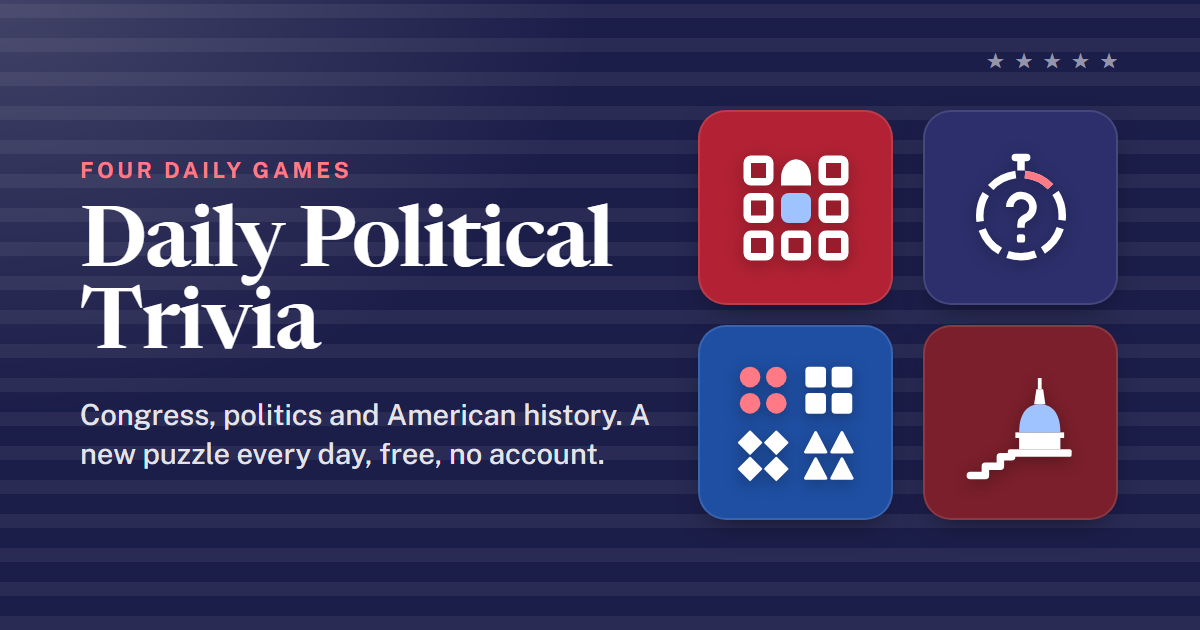 FOUR DAILY GAMES
Daily Political
Trivia
Congress, politics and American history. A
new puzzle every day, free, no account.
?